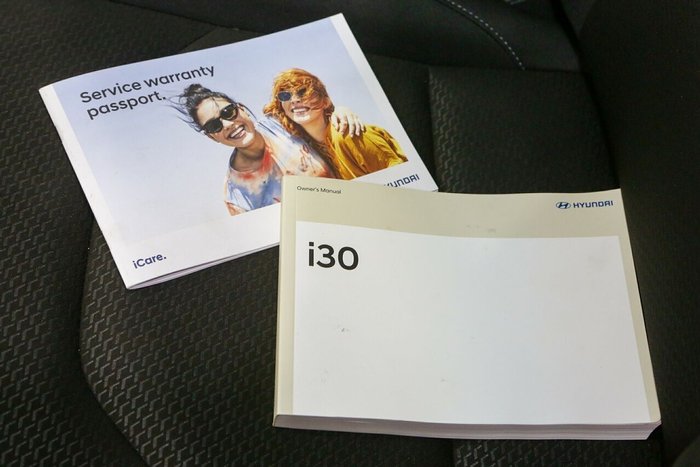 Service warranty
passport.
HYUNDAI
iCare.
Owner's Manual
HYUNDAI
i30